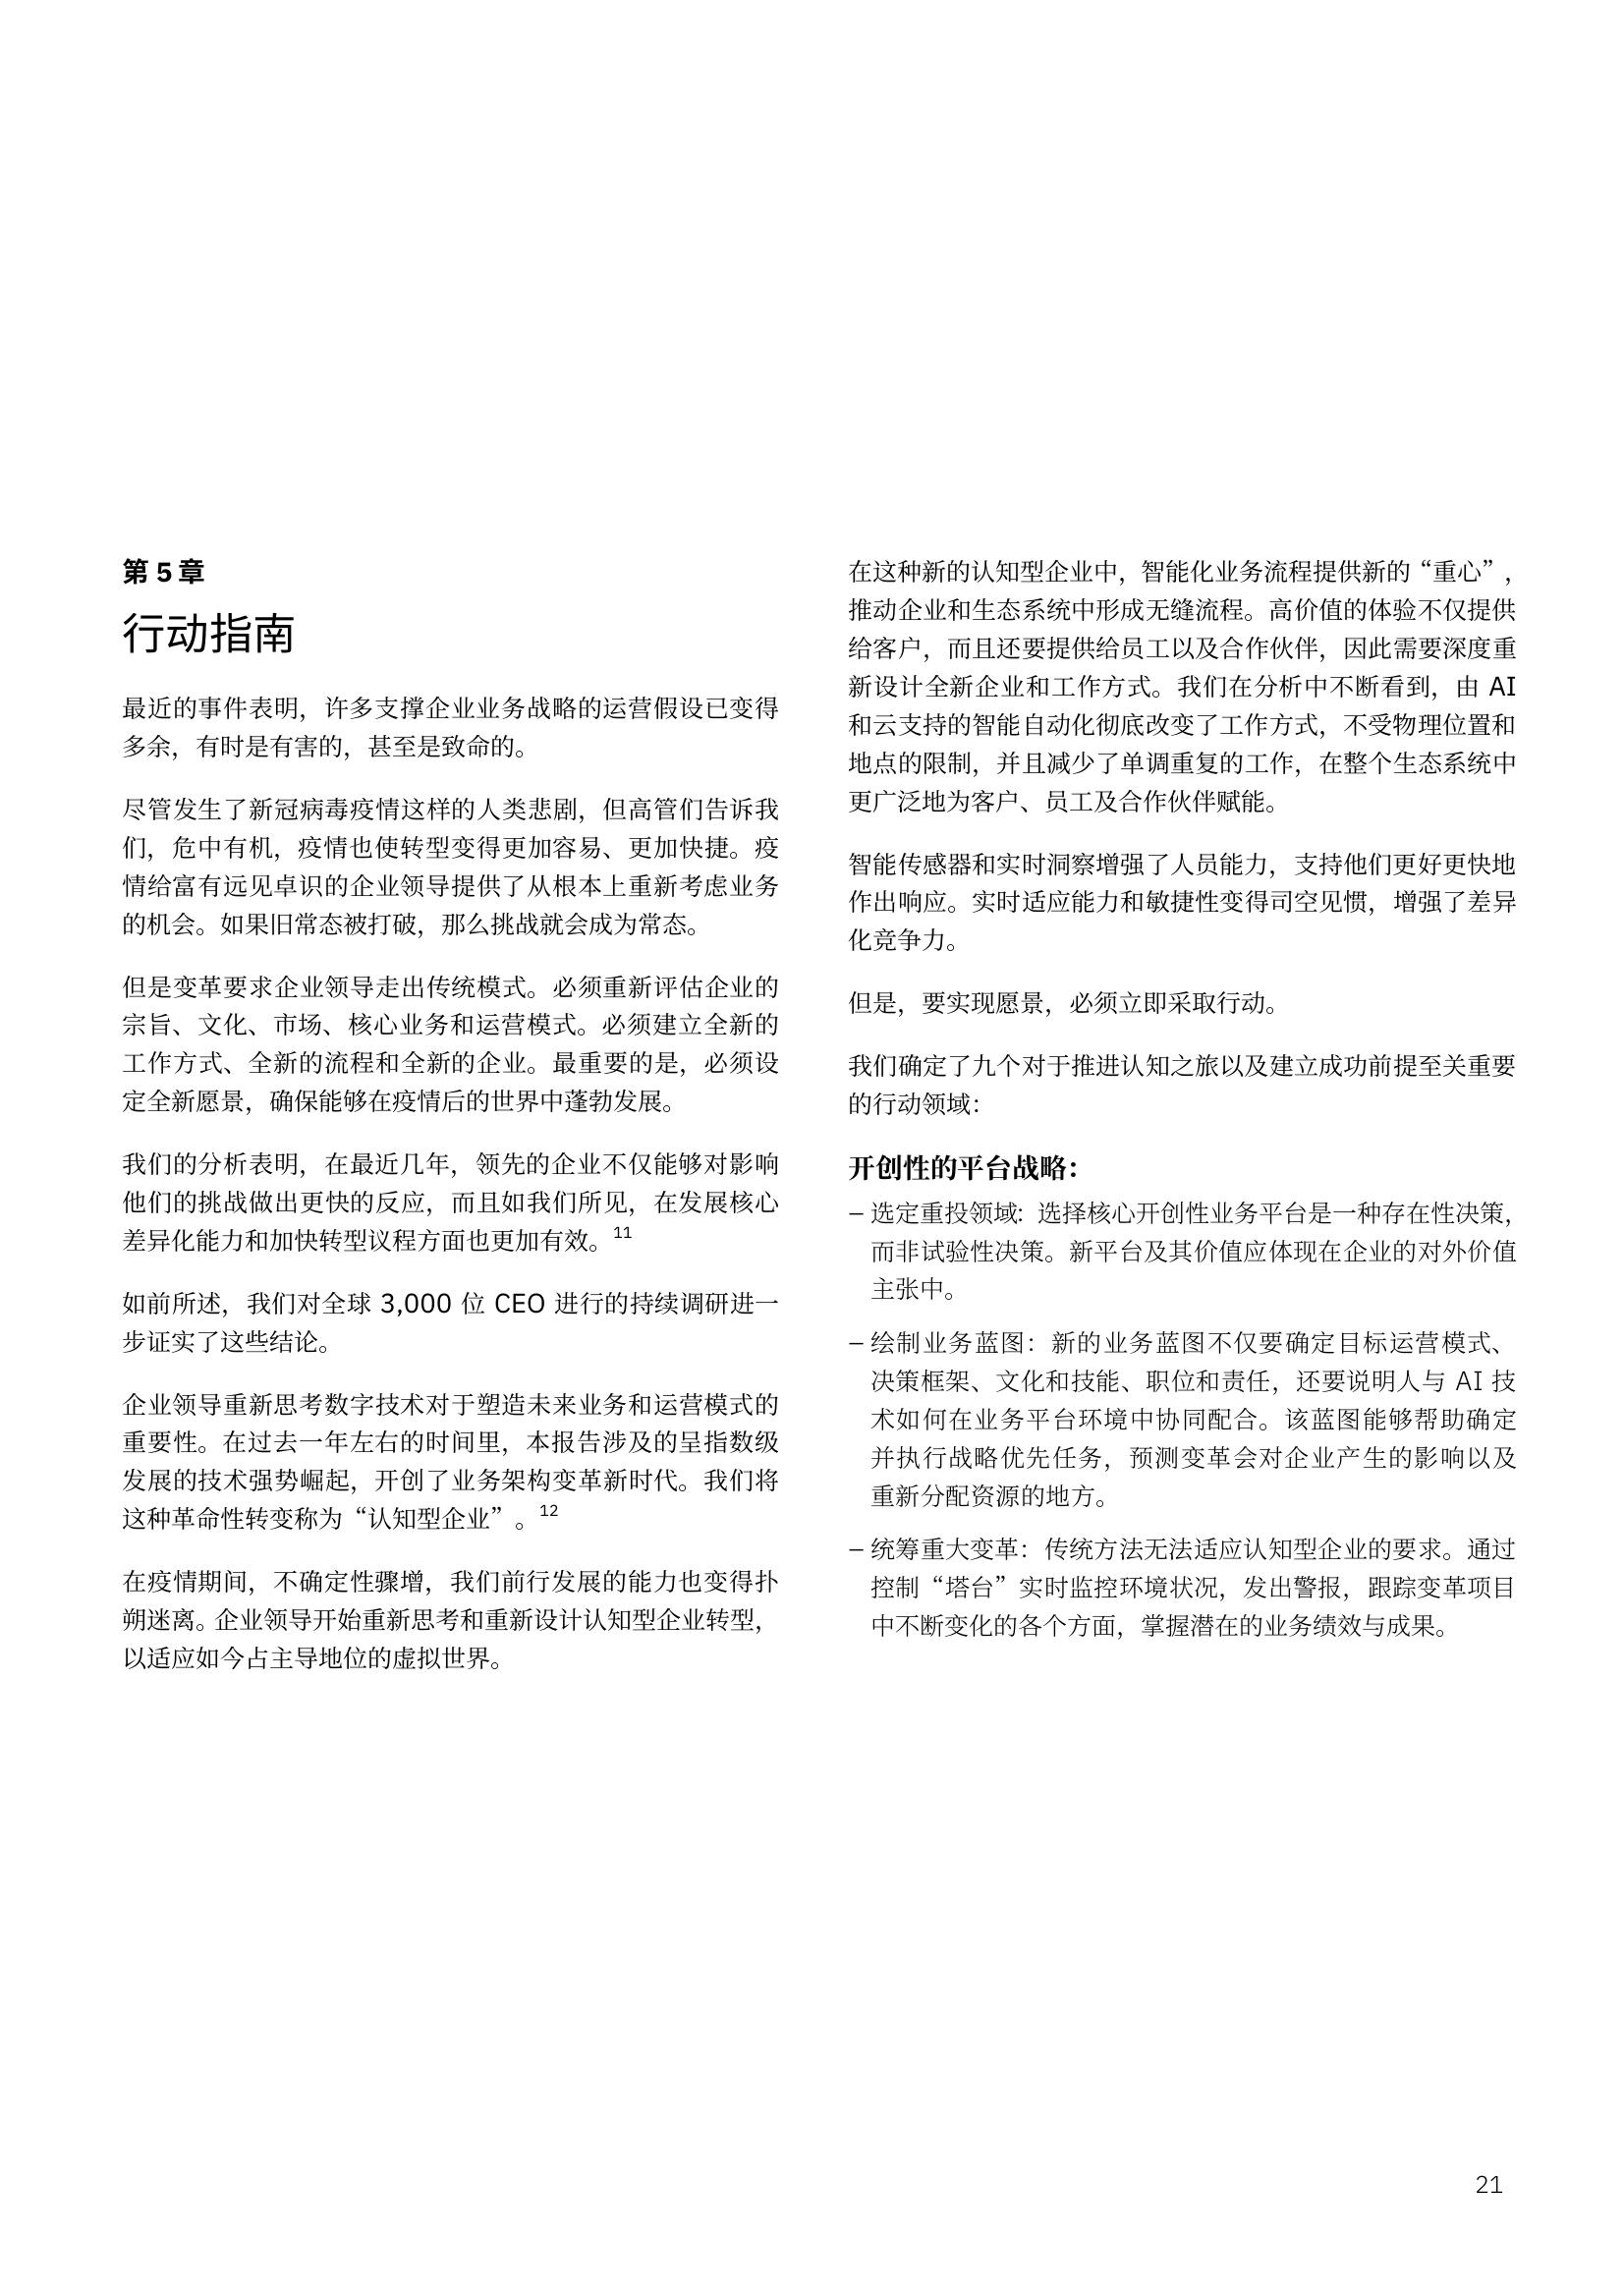 第 5 章
行动指南
最近的事件表明，许多支撑企业业务战略的运营假设已变得
多余，有时是有害的，甚至是致命的。
尽管发生了新冠病毒疫情这样的人类悲剧，但高管们告诉我
们，危中有机，疫情也使转型变得更加容易、更加快捷。疫
情给富有远见卓识的企业领导提供了从根本上重新考虑业务
的机会。如果旧常态被打破，那么挑战就会成为常态。
但是变革要求企业领导走出传统模式。必须重新评估企业的
宗旨、文化、市场、核心业务和运营模式。必须建立全新的
工作方式、全新的流程和全新的企业。最重要的是，必须设
定全新愿景，确保能够在疫情后的世界中蓬勃发展。
我们的分析表明，在最近几年，领先的企业不仅能够对影响
他们的挑战做出更快的反应，而且如我们所见，在发展核心
差异化能力和加快转型议程方面也更加有效。11
如前所述，我们对全球 3,000 位 CEO 进行的持续调研进一
步证实了这些结论。
企业领导重新思考数字技术对于塑造未来业务和运营模式的
重要性。在过去一年左右的时间里，本报告涉及的呈指数级
发展的技术强势崛起，开创了业务架构变革新时代。我们将
这种革命性转变称为“认知型企业”。12
在疫情期间，不确定性骤增，我们前行发展的能力也变得扑
朔迷离。企业领导开始重新思考和重新设计认知型企业转型，
以适应如今占主导地位的虚拟世界。
在这种新的认知型企业中，智能化业务流程提供新的“重心”，
推动企业和生态系统中形成无缝流程。高价值的体验不仅提供
给客户，而且还要提供给员工以及合作伙伴，因此需要深度重
新设计全新企业和工作方式。我们在分析中不断看到，由 AI
和云支持的智能自动化彻底改变了工作方式，不受物理位置和
地点的限制，并且减少了单调重复的工作，在整个生态系统中
更广泛地为客户、员工及合作伙伴赋能。
智能传感器和实时洞察增强了人员能力，支持他们更好更快地
作出响应。实时适应能力和敏捷性变得司空见惯，增强了差异
化竞争力。
但是，要实现愿景，必须立即采取行动。
我们确定了九个对于推进认知之旅以及建立成功前提至关重要
的行动领域：
开创性的平台战略：
– 选定重投领域：选择核心开创性业务平台是一种存在性决策，
而非试验性决策。新平台及其价值应体现在企业的对外价值
主张中。
– 绘制业务蓝图：新的业务蓝图不仅要确定目标运营模式、
决策框架、文化和技能、职位和责任，还要说明人与 AI 技
术如何在业务平台环境中协同配合。该蓝图能够帮助确定
并执行战略优先任务，预测变革会对企业产生的影响以及
重新分配资源的地方。
– 统筹重大变革：传统方法无法适应认知型企业的要求。通过
控制“塔台”实时监控环境状况，发出警报，跟踪变革项目
中不断变化的各个方面，掌握潜在的业务绩效与成果。
21